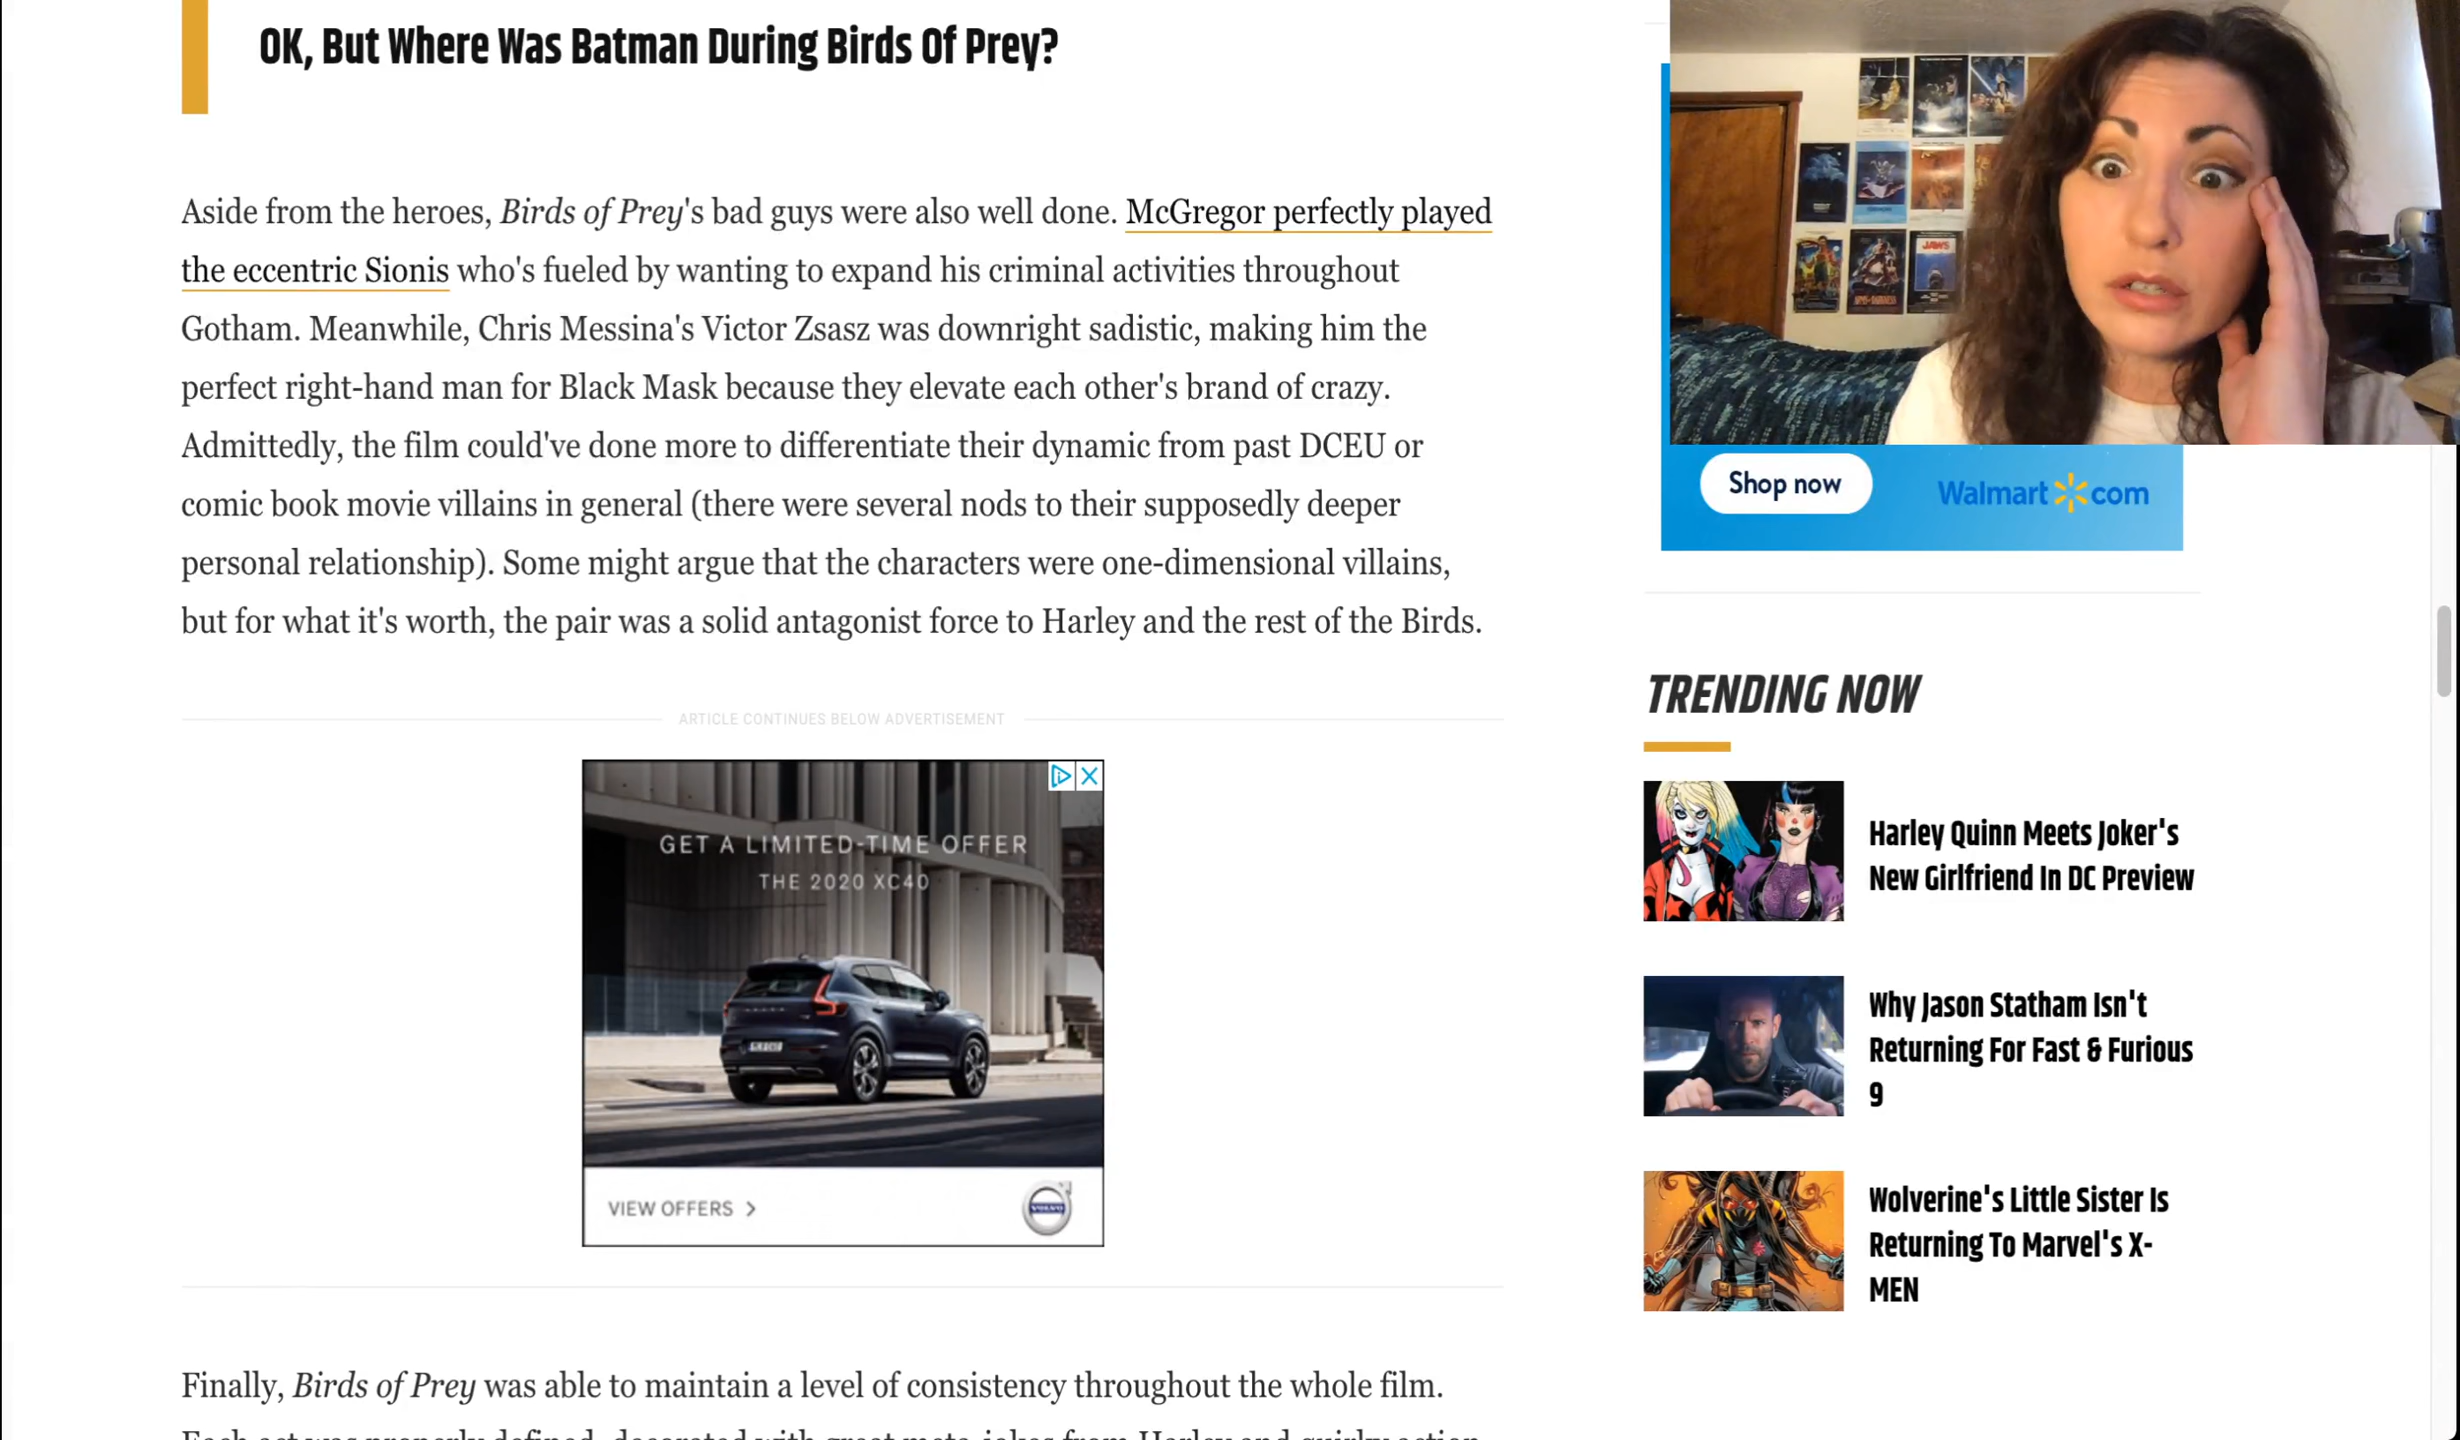 OK, But Where Was Batman During Birds Of Prey?
Aside from the heroes, Birds of Prey's bad guys were also well done. McGregor perfectly played
the eccentric Sionis who's fueled by wanting to expand his criminal activities throughout
Gotham. Meanwhile, Chris Messina's Victor Zsasz was downright sadistic, making him the
perfect right-hand man for Black Mask because they elevate each other's brand of crazy.
Admittedly, the film could've done more to differentiate their dynamic from past DCEU or
comic book movie villains in general (there were several nods to their supposedly deeper
personal relationship). Some might argue that the characters were one-dimensional villains,
but for what it's worth, the pair was a solid antagonist force to Harley and the rest of the Birds.
ARTICLE CONTINUES BELOW ADVERTISEMENT
GET A LIMITED-TIME OFFER
THE 2020 XC40
VIEW OFFERS >
VOLVO
Finally, Birds of Prey was able to maintain a level of consistency throughout the whole film.
JAWS
Shop now
Walmart com
TRENDING NOW
Harley Quinn Meets Joker's
New Girlfriend In DC Preview
Why Jason Statham Isn't
Returning For Fast & Furious
9
Wolverine's Little Sister Is
Returning To Marvel's X-
MEN